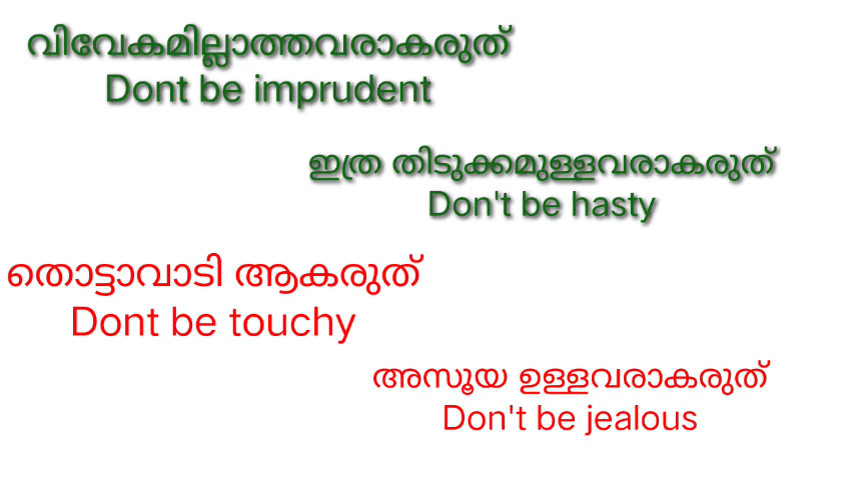 വിവേകമില്ലാത്തവരാകരുത്
Dont be imprudent
ഇത്ര തിടുക്കമുള്ളവരാകരുത്
Don't be hasty
തൊട്ടാവാടി ആകരുത്
Dont be touchy
അസൂയ ഉള്ളവരാകരുത്
Don't be jealous